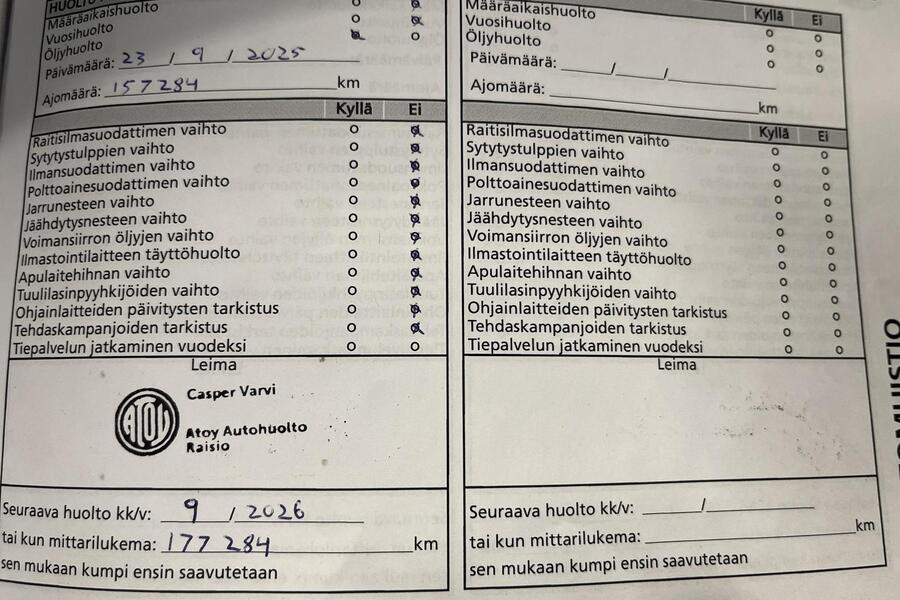 HUOLTO
Määräaikaishuolto
Vuosihuolto
Öljyhuolto
Päivämäärä: 23 / 9 / 2025
Ajomäärä: 157284 km
Kyllä Ei
Raitisilmasuodattimen vaihto
Sytytystulppien vaihto
Ilmansuodattimen vaihto
Polttoainesuodattimen vaihto
Jarrunesteen vaihto
Jäähdytysnesteen vaihto
Voimansiirron öljyjen vaihto
Ilmastointilaitteen täyttöhuolto
Apulaitehihnan vaihto
Tuulilasinpyyhkijöiden vaihto
Ohjainlaitteiden päivitysten tarkistus
Tehdaskampanjoiden tarkistus
Tiepalvelun jatkaminen vuodeksi
Leima
ATOY
Casper Varvi
Atoy Autohuolto
Raisio
Seuraava huolto kk/v: 9 / 2026
tai kun mittarilukema: 177 284 km
sen mukaan kumpi ensin saavutetaan
Kyllä Ei
Määräaikaishuolto
Vuosihuolto
Öljyhuolto
Päivämäärä: / /
Ajomäärä: km
Kyllä Ei
Raitisilmasuodattimen vaihto
Sytytystulppien vaihto
Ilmansuodattimen vaihto
Polttoainesuodattimen vaihto
Jarrunesteen vaihto
Jäähdytysnesteen vaihto
Voimansiirron öljyjen vaihto
Ilmastointilaitteen täyttöhuolto
Apulaitehihnan vaihto
Tuulilasinpyyhkijöiden vaihto
Ohjainlaitteiden päivitysten tarkistus
Tehdaskampanjoiden tarkistus
Tiepalvelun jatkaminen vuodeksi
Leima
Seuraava huolto kk/v: /
tai kun mittarilukema: km
sen mukaan kumpi ensin saavutetaan